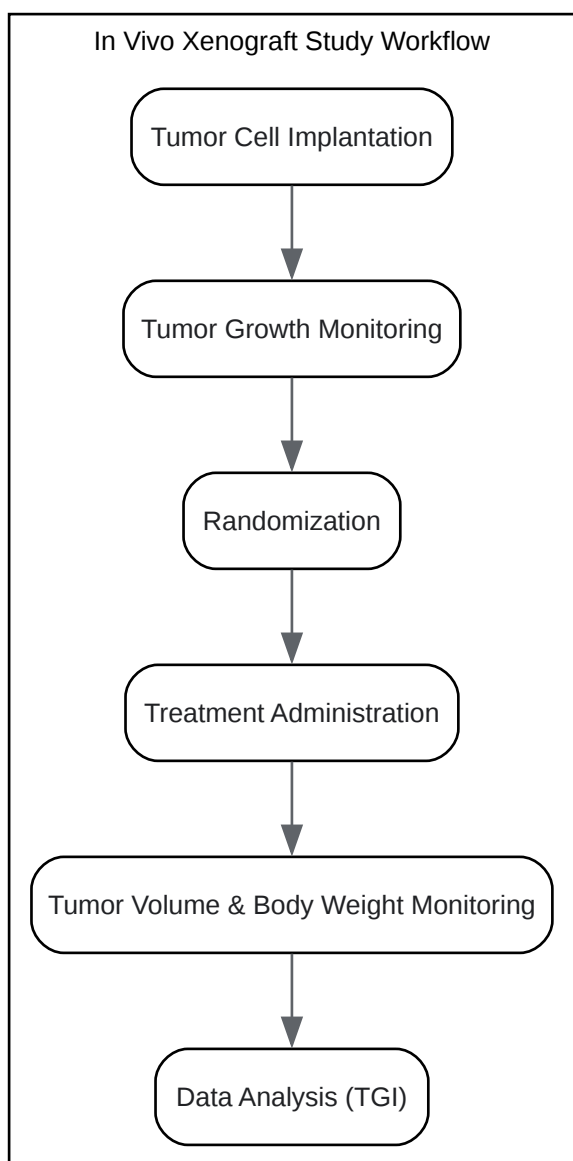 In Vivo Xenograft Study Workflow
Tumor Cell Implantation
Tumor Growth Monitoring
Randomization
Treatment Administration
Tumor Volume & Body Weight Monitoring
Data Analysis (TGI)